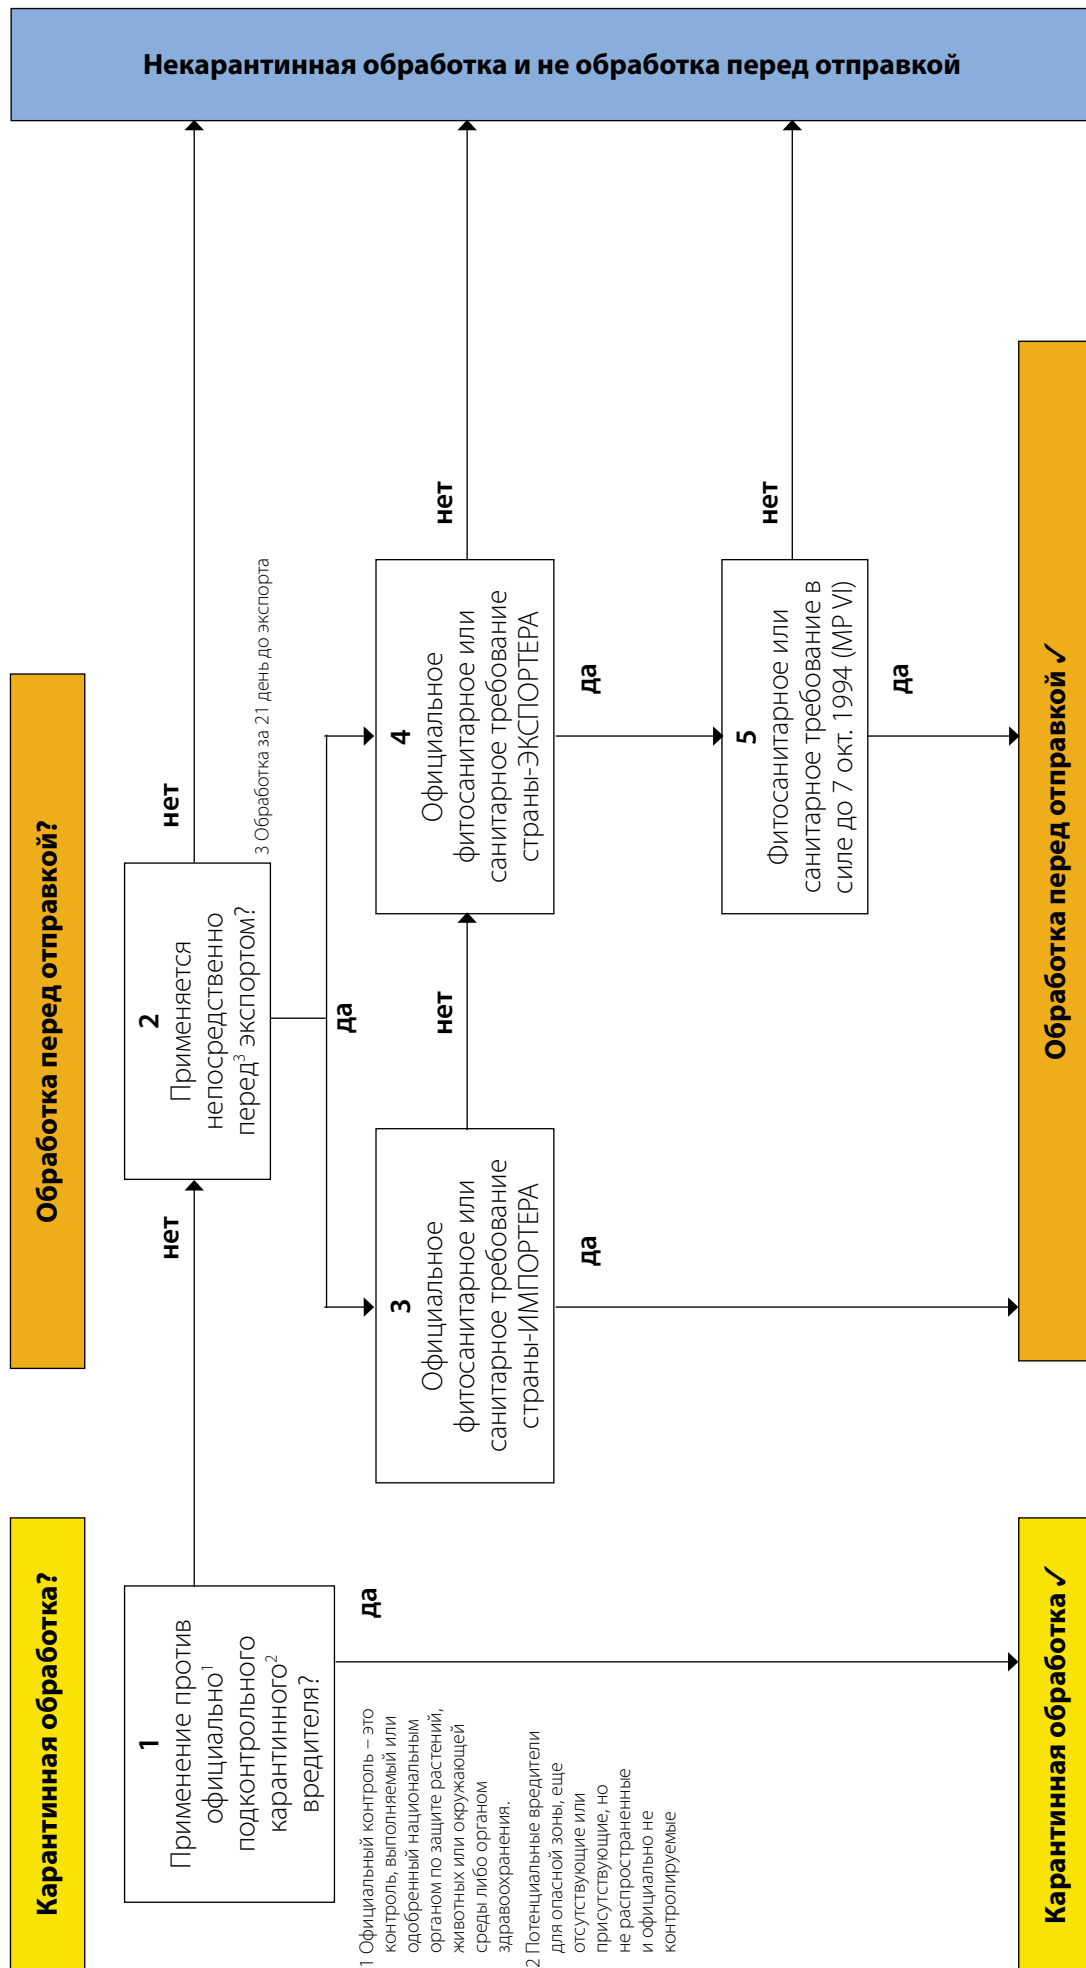 Карантинная обработка?
Обработка перед отправкой?
1
Применение против
официально1
подконтрольного
карантинного2
вредителя?
нет
да
1 Официальный контроль – это
контроль, выполняемый или
одобренный национальным
органом по защите растений,
животных или окружающей
среды либо органом
здравоохранения.
2 Потенциальные вредители
для опасной зоны, еще
отсутствующие или
присутствующие, но
не распространенные
и официально не
контролируемые
2
Применяется
непосредственно
перед3 экспортом?
нет
3 Обработка за 21 день до экспорта
да
3
Официальное
фитосанитарное или
санитарное требование
страны-ИМПОРТЕРА
нет
да
4
Официальное
фитосанитарное или
санитарное требование
страны-ЭКСПОРТЕРА
нет
да
5
Фитосанитарное или
санитарное требование в
силе до 7 окт. 1994 (MP VI)
нет
да
Карантинная обработка ✓
Обработка перед отправкой ✓
Некарантинная обработка и не обработка перед отправкой